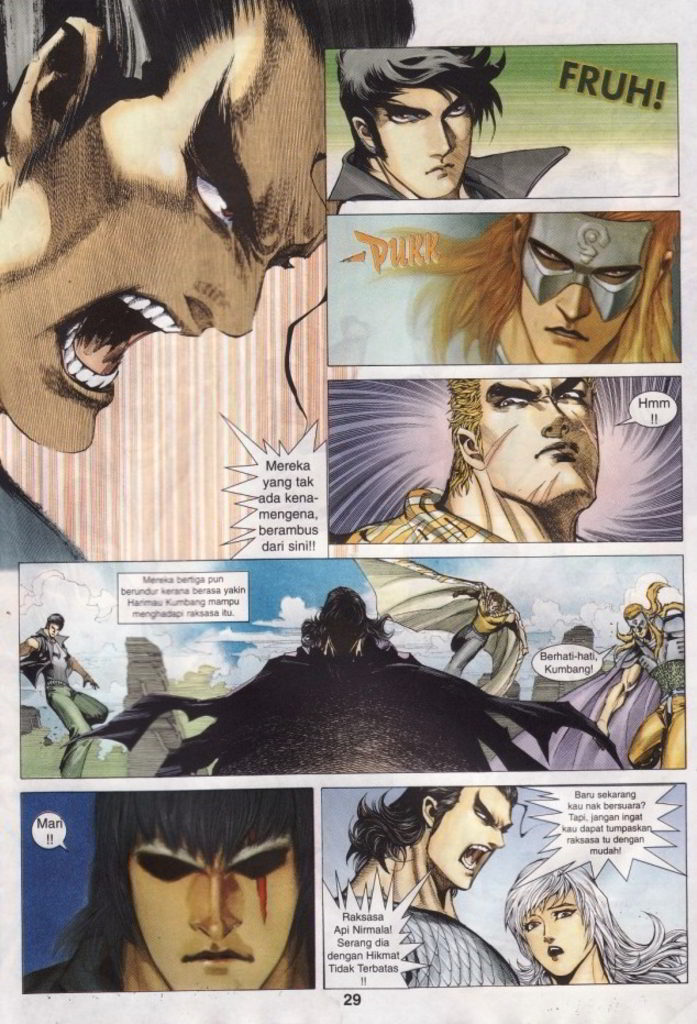 FRUH!
PUKK
Hmm
!!
Mereka
yang tak
ada kena-
mengena,
berambus
dari sini!!
Mereka bertiga pun
berundur kerana berasa yakin
Harimau Kumbang mampu
menghadapi raksasa itu.
Berhati-hati,
Kumbang!
Mari
!!
Raksasa
Api Nirmala!
Serang dia
dengan Hikmat
Tidak Terbatas
!!
Baru sekarang
kau nak bersuara?
Tapi, jangan ingat
kau dapat tumpaskan
raksasa tu dengan
mudah!
29